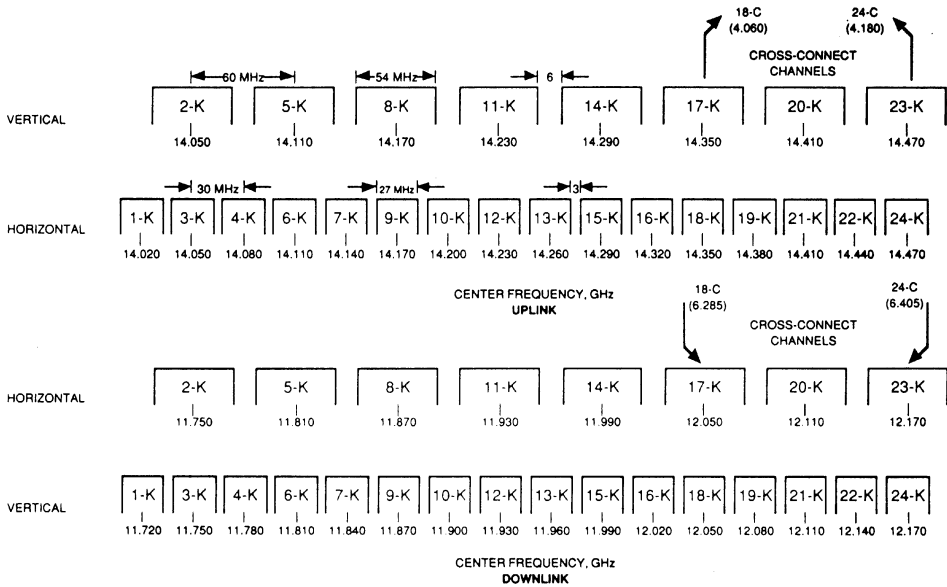 18-C
(4.060)
24-C
(4.180)
CROSS-CONNECT
CHANNELS
60 MHz
54 MHz
6
VERTICAL
2-K 5-K 8-K 11-K 14-K 17-K 20-K 23-K
14.050 14.110 14.170 14.230 14.290 14.350 14.410 14.470
30 MHz
27 MHz
3
HORIZONTAL
1-K 3-K 4-K 6-K 7-K 9-K 10-K 12-K 13-K 15-K 16-K 18-K 19-K 21-K 22-K 24-K
14.020 14.050 14.080 14.110 14.140 14.170 14.200 14.230 14.260 14.290 14.320 14.350 14.380 14.410 14.440 14.470
CENTER FREQUENCY, GHz
UPLINK
18-C
(6.285)
24-C
(6.405)
CROSS-CONNECT
CHANNELS
HORIZONTAL
2-K 5-K 8-K 11-K 14-K 17-K 20-K 23-K
11.750 11.810 11.870 11.930 11.990 12.050 12.110 12.170
VERTICAL
1-K 3-K 4-K 6-K 7-K 9-K 10-K 12-K 13-K 15-K 16-K 18-K 19-K 21-K 22-K 24-K
11.720 11.750 11.780 11.810 11.840 11.870 11.900 11.930 11.960 11.990 12.020 12.050 12.080 12.110 12.140 12.170
CENTER FREQUENCY, GHz
DOWNLINK